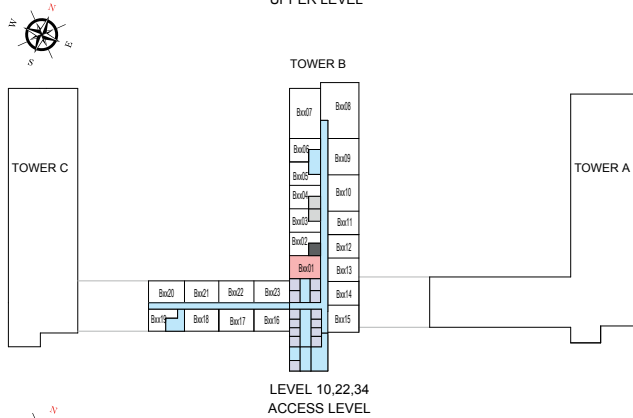 UPPER LEVEL
N
W
E
S
TOWER B
Bxx07
Bxx08
Bxx06
Bxx09
Bxx05
TOWER C
TOWER A
Bxx04
Bxx10
Bxx03
Bxx11
Bxx02
Bxx12
Bxx01
Bxx13
Bxx20
Bxx21
Bxx22
Bxx23
Bxx14
Bxx19
Bxx18
Bxx17
Bxx16
Bxx15
LEVEL 10,22,34
ACCESS LEVEL
N